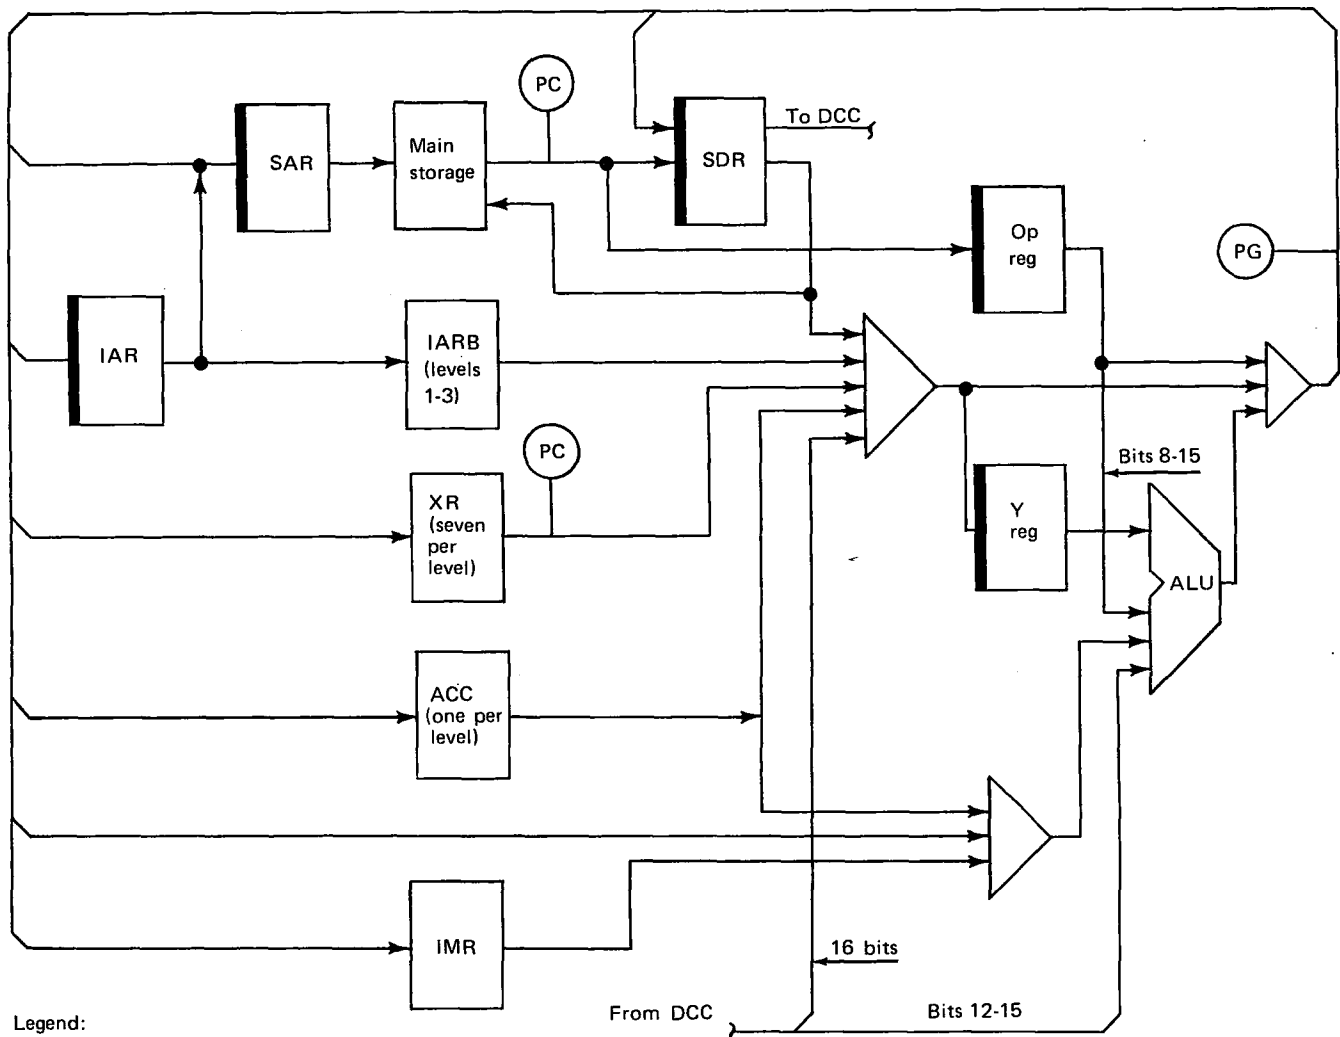 PC
To DCC
SAR
Main
storage
SDR
Op
reg
PG
IAR
IARB
(levels
1-3)
PC
Bits 8-15
XR
(seven
per
level)
Y
reg
ALU
ACC
(one per
level)
IMR
16 bits
Legend:
From DCC
Bits 12-15